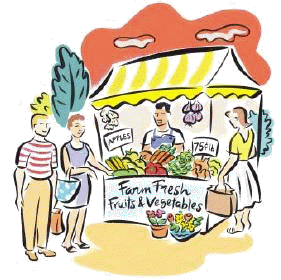 APPLES
75¢ lb
Farm Fresh
Fruits & Vegetables